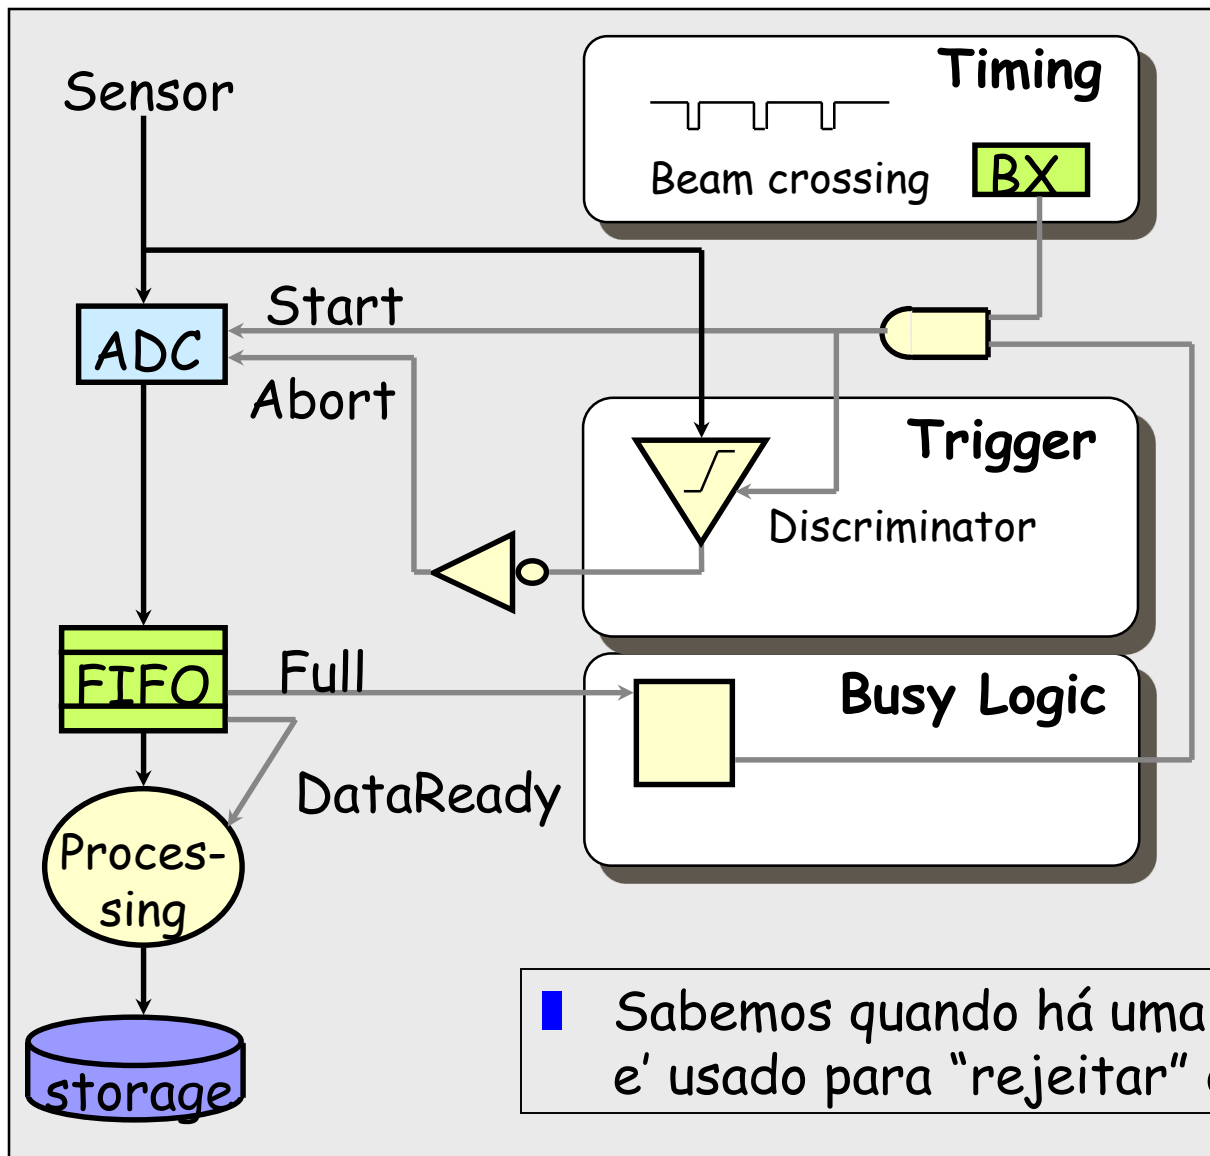 Sensor
Timing
Beam crossing
BX
Start
ADC
Abort
Trigger
Discriminator
FIFO
Full
Busy Logic
DataReady
Proces-
sing
storage
Sabemos quando há uma
e’ usado para “rejeitar”